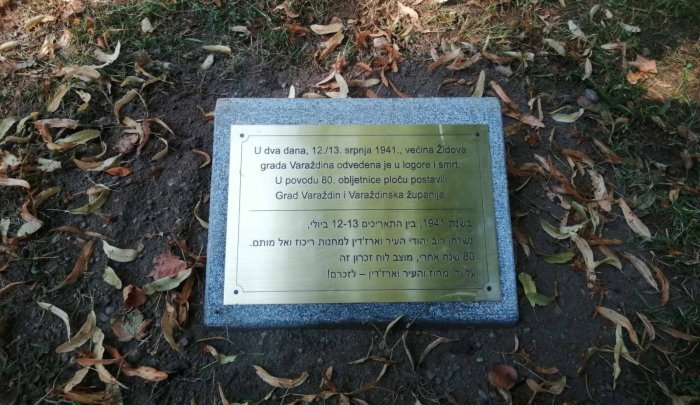 U dva dana, 12./13. srpnja 1941., većina Židova
grada Varaždina odvedena je u logore i smrt.
U povodu 80. obljetnice ploču postavili
Grad Varaždin i Varaždinska županija.
בשנת 1941, בין התאריכים 12-13 ביולי,
נשלחו רוב יהודי העיר וארז'דין למחנות ריכוז ואל מותם.
80 שנה אחרי, מוצב לוח זכרון זה
על ידי מחוז והעיר וארז'דין – לזכרם!